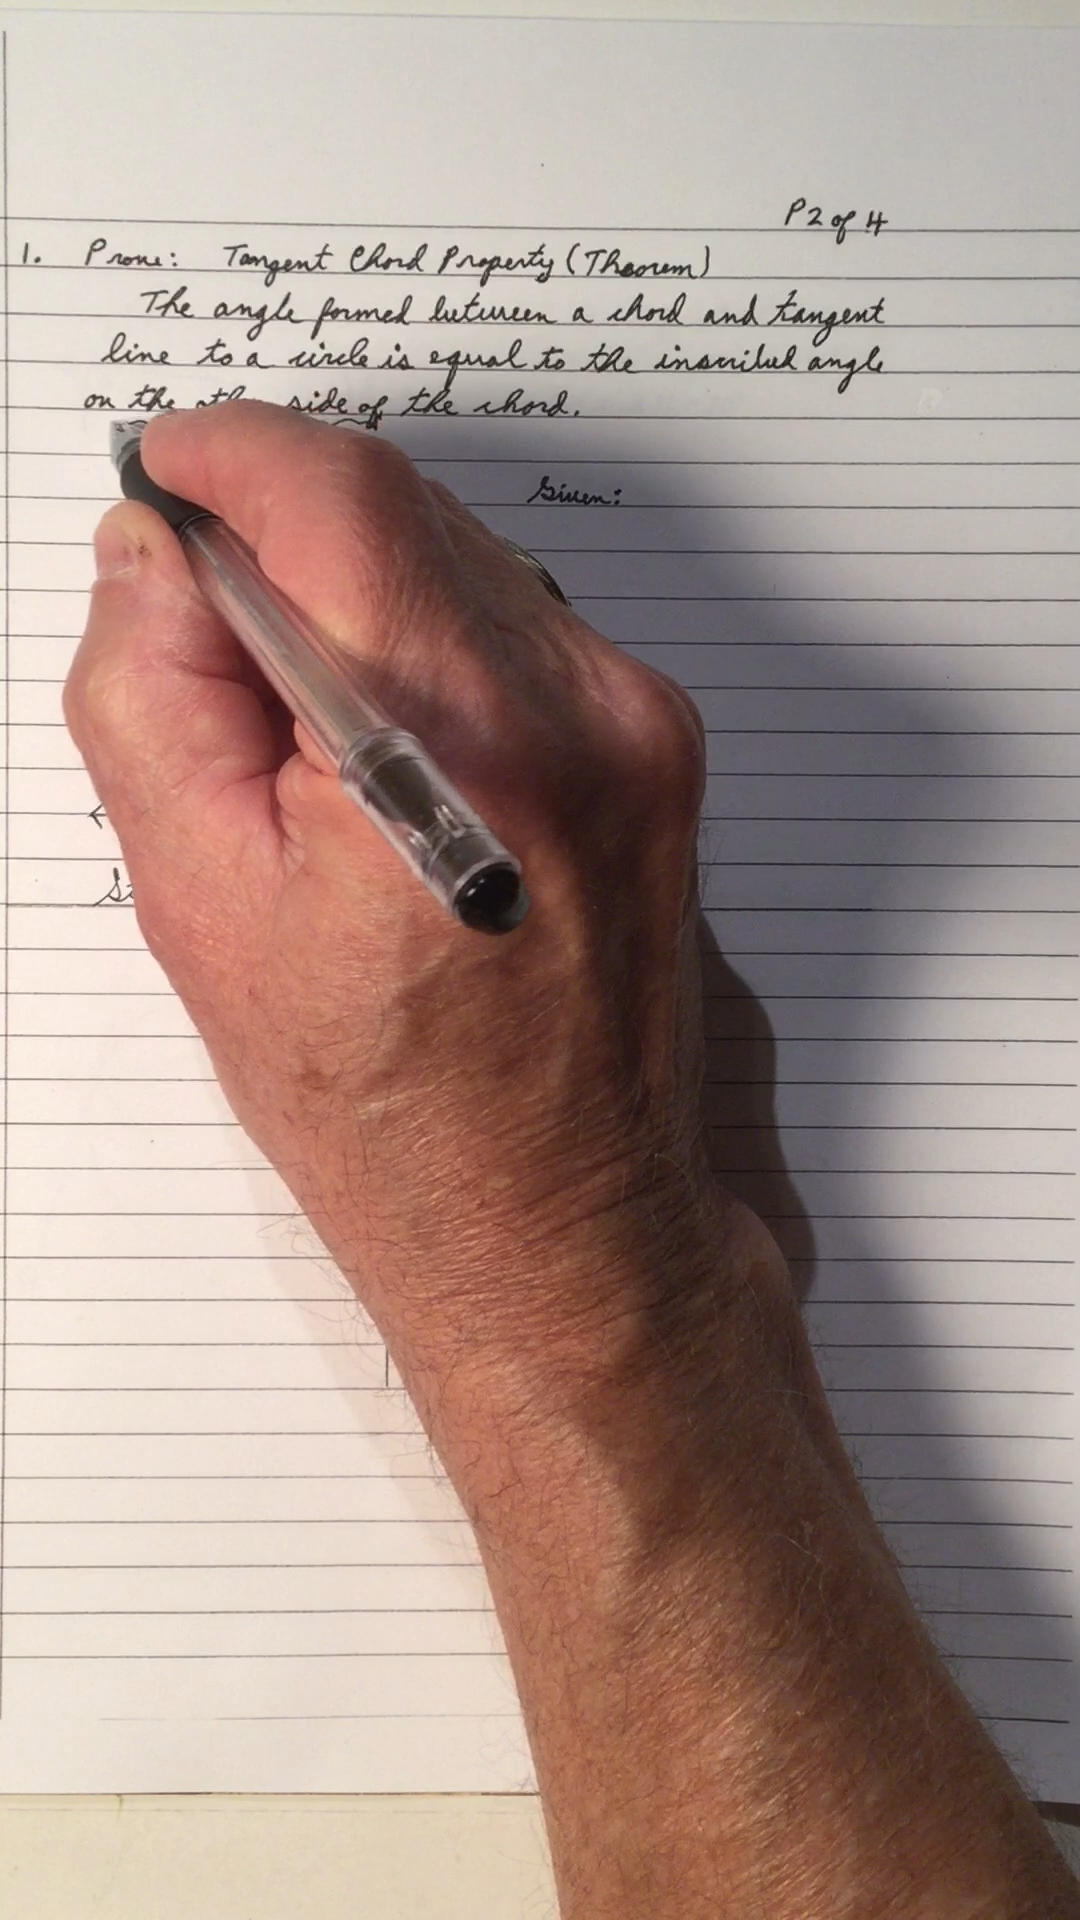 P2 of 4
1. Prove: Tangent Chord Property (Theorem)
The angle formed between a chord and tangent
line to a circle is equal to the inscribed angle
on the side of the chord.
Given: